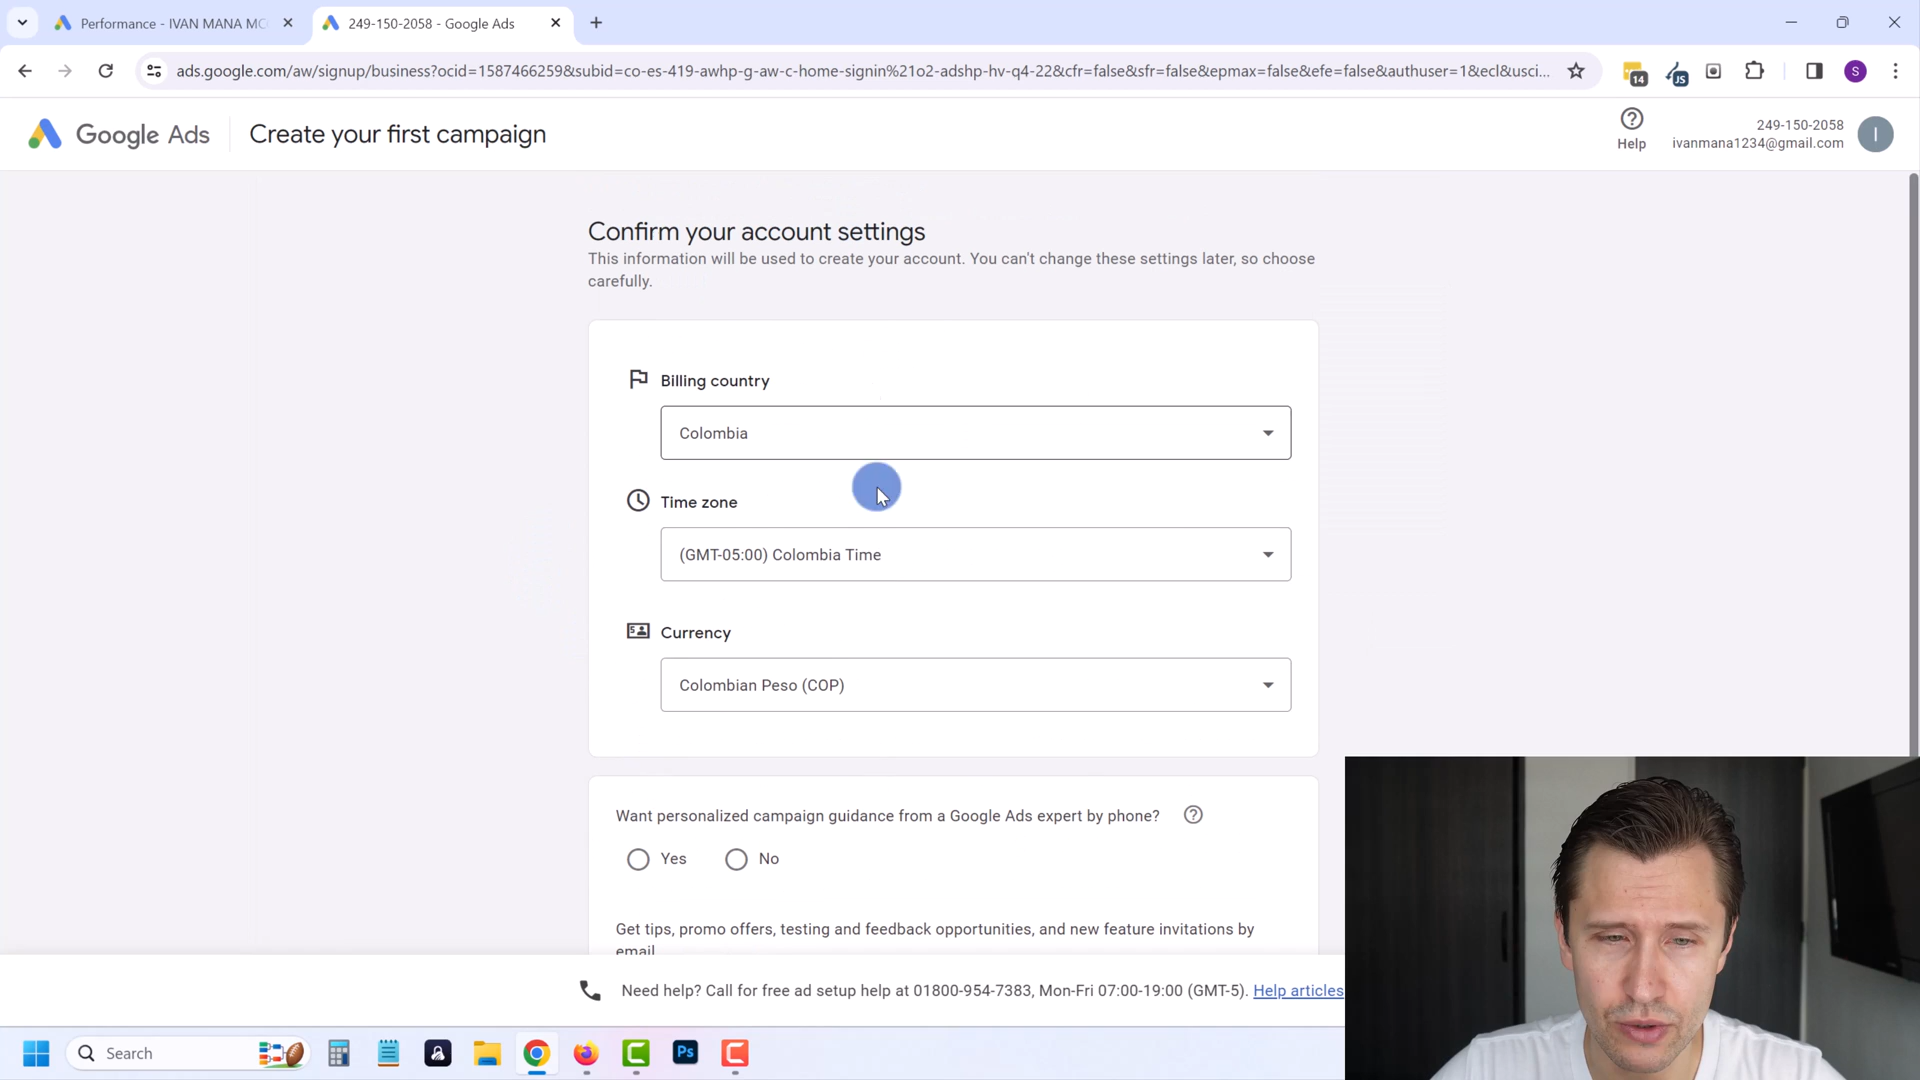 Performance - IVAN MANA MC
249-150-2058 - Google Ads
ads.google.com/aw/signup/business?ocid=1587466259&subid=co-es-419-awhp-g-aw-c-home-signin%21o2-adshp-hv-q4-22&cfr=false&sfr=false&epmax=false&efe=false&authuser=1&ecl&usci...
14
JS
S
Google Ads
Create your first campaign
Help
249-150-2058
ivanmana1234@gmail.com
I
Confirm your account settings
This information will be used to create your account. You can't change these settings later, so choose
carefully.
Billing country
Colombia
Time zone
(GMT-05:00) Colombia Time
Currency
Colombian Peso (COP)
Want personalized campaign guidance from a Google Ads expert by phone?
Yes
No
Get tips, promo offers, testing and feedback opportunities, and new feature invitations by
email
Need help? Call for free ad setup help at 01800-954-7383, Mon-Fri 07:00-19:00 (GMT-5). Help articles
Search
Ps